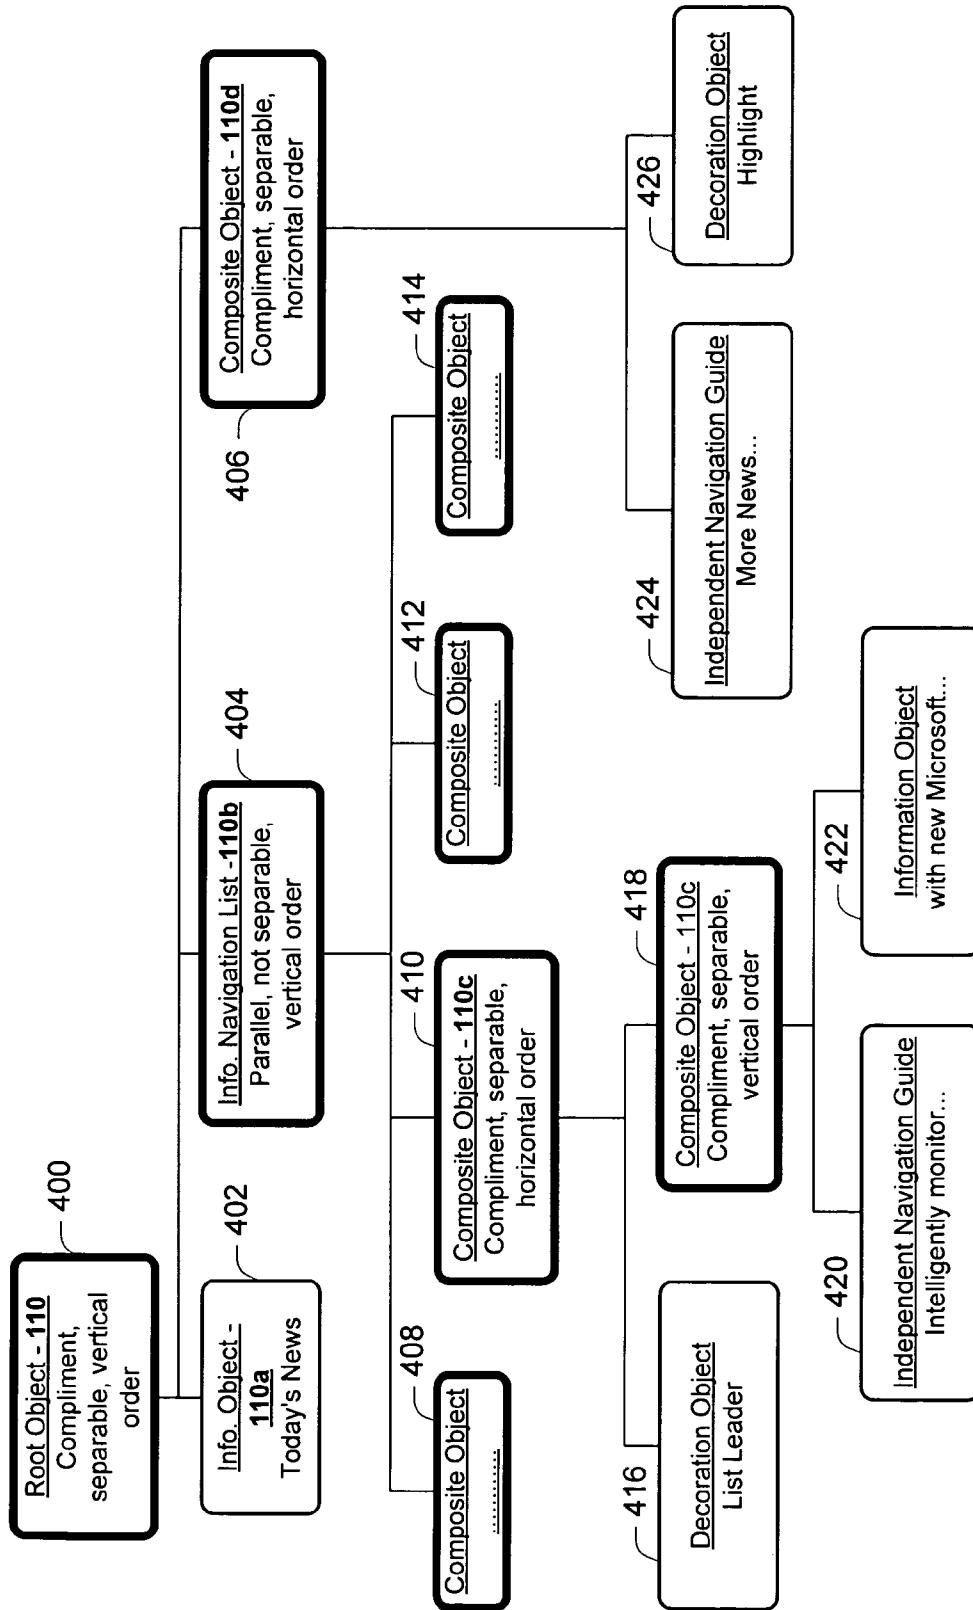 Root Object - 110
Compliment,
separable, vertical
order
400
Info. Object -
110a
Today's News
402
Info. Navigation List -110b
Parallel, not separable,
vertical order
404
Composite Object - 110d
Compliment, separable,
horizontal order
406
Composite Object
............
408
Composite Object - 110c
Compliment, separable,
horizontal order
410
Composite Object
............
412
Composite Object
............
414
Decoration Object
List Leader
416
Composite Object - 110c
Compliment, separable,
vertical order
418
Independent Navigation Guide
More News...
424
Decoration Object
Highlight
426
Independent Navigation Guide
Intelligently monitor...
420
Information Object
with new Microsoft...
422